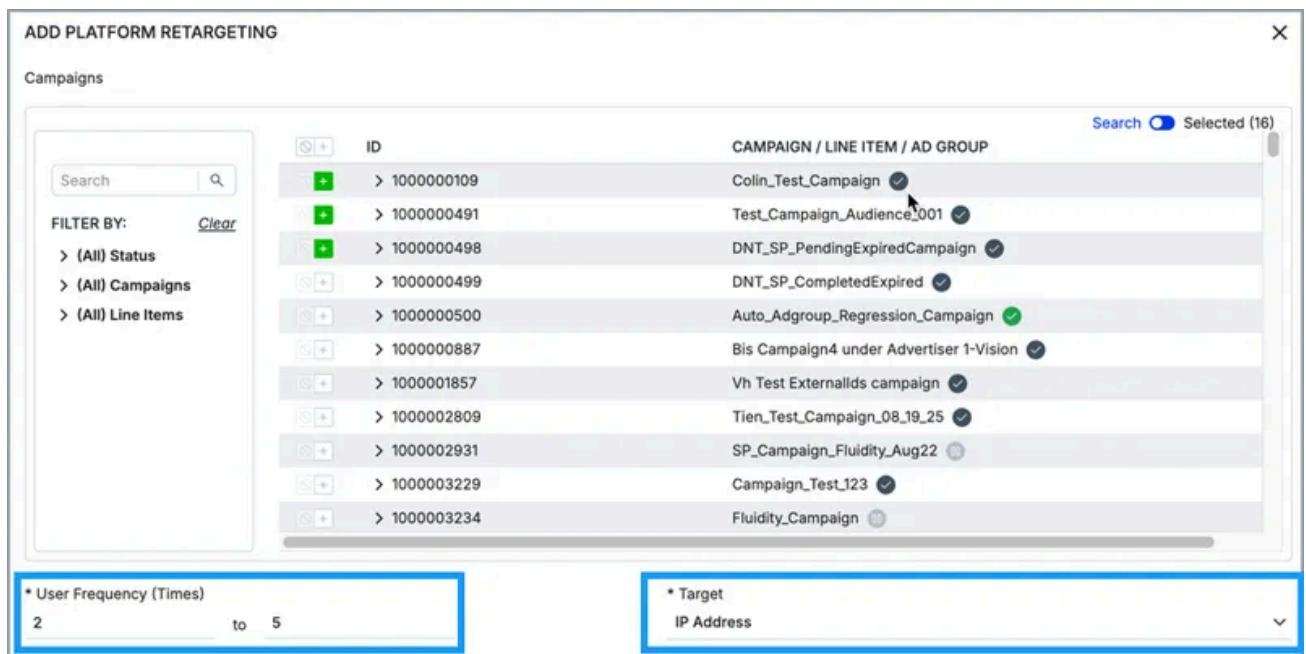 ADD PLATFORM RETARGETING
Campaigns
Search Selected (16)
ID CAMPAIGN / LINE ITEM / AD GROUP
Search
FILTER BY: Clear
(All) Status
(All) Campaigns
(All) Line Items
1000000109 Colin_Test_Campaign
1000000491 Test_Campaign_Audience_001
1000000498 DNT_SP_PendingExpiredCampaign
1000000499 DNT_SP_CompletedExpired
1000000500 Auto_Adgroup_Regression_Campaign
1000000887 Bis Campaign4 under Advertiser 1-Vision
1000001857 Vh Test ExternalIds campaign
1000002809 Tien_Test_Campaign_08_19_25
1000002931 SP_Campaign_Fluidity_Aug22
1000003229 Campaign_Test_123
1000003234 Fluidity_Campaign
* User Frequency (Times)
2 to 5
* Target
IP Address